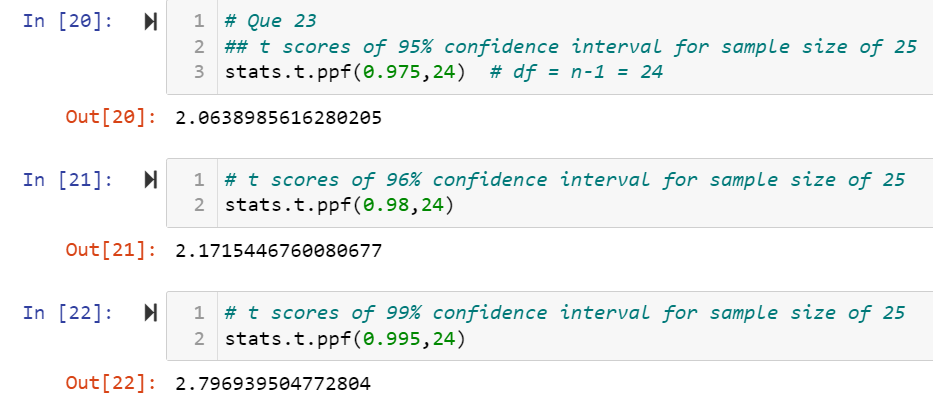 In [20]: 1 # Que 23
2 ## t scores of 95% confidence interval for sample size of 25
3 stats.t.ppf(0.975,24)  # df = n-1 = 24
Out[20]: 2.0638985616280205
In [21]: 1 # t scores of 96% confidence interval for sample size of 25
2 stats.t.ppf(0.98,24)
Out[21]: 2.1715446760080677
In [22]: 1 # t scores of 99% confidence interval for sample size of 25
2 stats.t.ppf(0.995,24)
Out[22]: 2.796939504772804